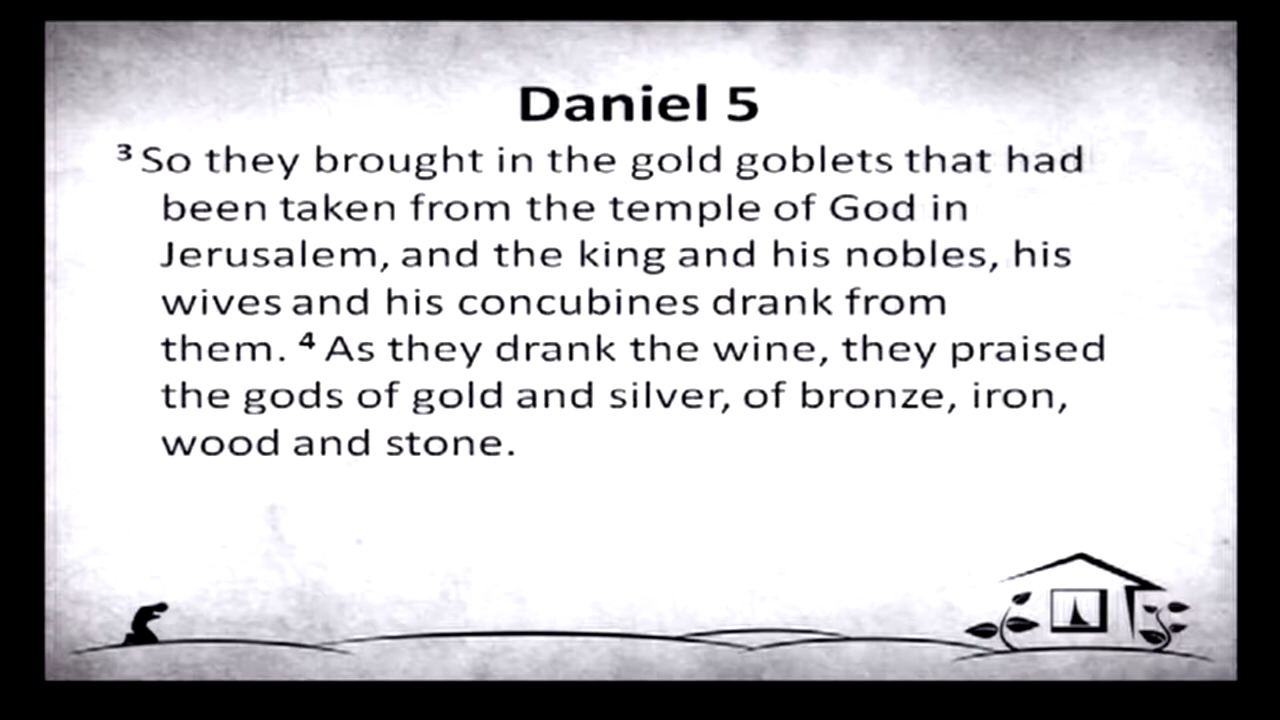 Daniel 5
³ So they brought in the gold goblets that had
been taken from the temple of God in
Jerusalem, and the king and his nobles, his
wives and his concubines drank from
them. ⁴ As they drank the wine, they praised
the gods of gold and silver, of bronze, iron,
wood and stone.